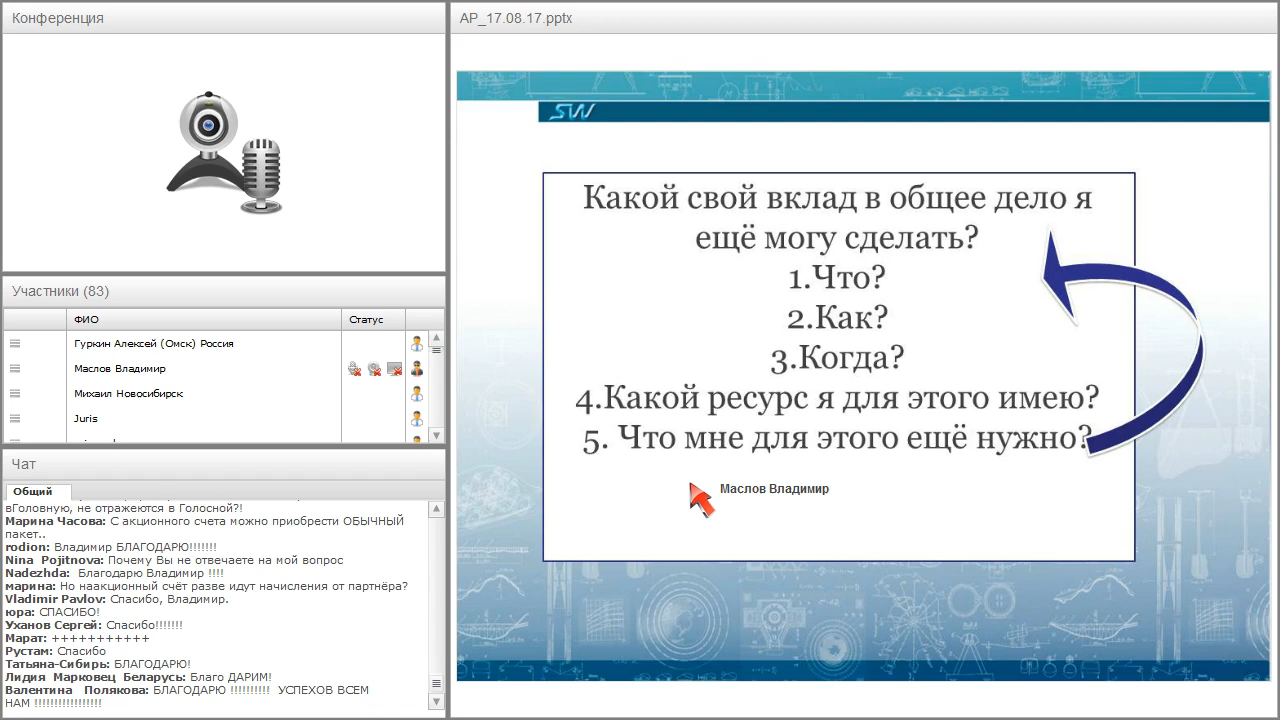 Конференция
Участники (83)
ФИО Статус
Гуркин Алексей (Омск) Россия
Маслов Владимир
Михаил Новосибирск
Juris
Чат
Общий
вГоловную, не отражеются в Голосной?!
Марина Часова: С акционного счета можно приобрести ОБЫЧНЫЙ
пакет..
rodion: Владимир БЛАГОДАРЮ!!!!!!!
Nina Pojitnova: Почему Вы не отвечаете на мой вопрос
Nadezhda: Благодарю Владимир !!!!
марина: Но наакционный счёт разве идут начисления от партнёра?
Vladimir Pavlov: Спасибо, Владимир.
юра: СПАСИБО!
Уханов Сергей: Спасибо!!!!!!!
Марат: +++++++++++
Рустам: Спасибо
Татьяна-Сибирь: БЛАГОДАРЮ!
Лидия Марковец Беларусь: Благо ДАРИМ!
Валентина Полякова: БЛАГОДАРЮ !!!!!!!!!! УСПЕХОВ ВСЕМ
НАМ !!!!!!!!!!!!!!!!!
AP_17.08.17.pptx
SW
Какой свой вклад в общее дело я
ещё могу сделать?
1.Что?
2.Как?
3.Когда?
4.Какой ресурс я для этого имею?
5. Что мне для этого ещё нужно?
Маслов Владимир